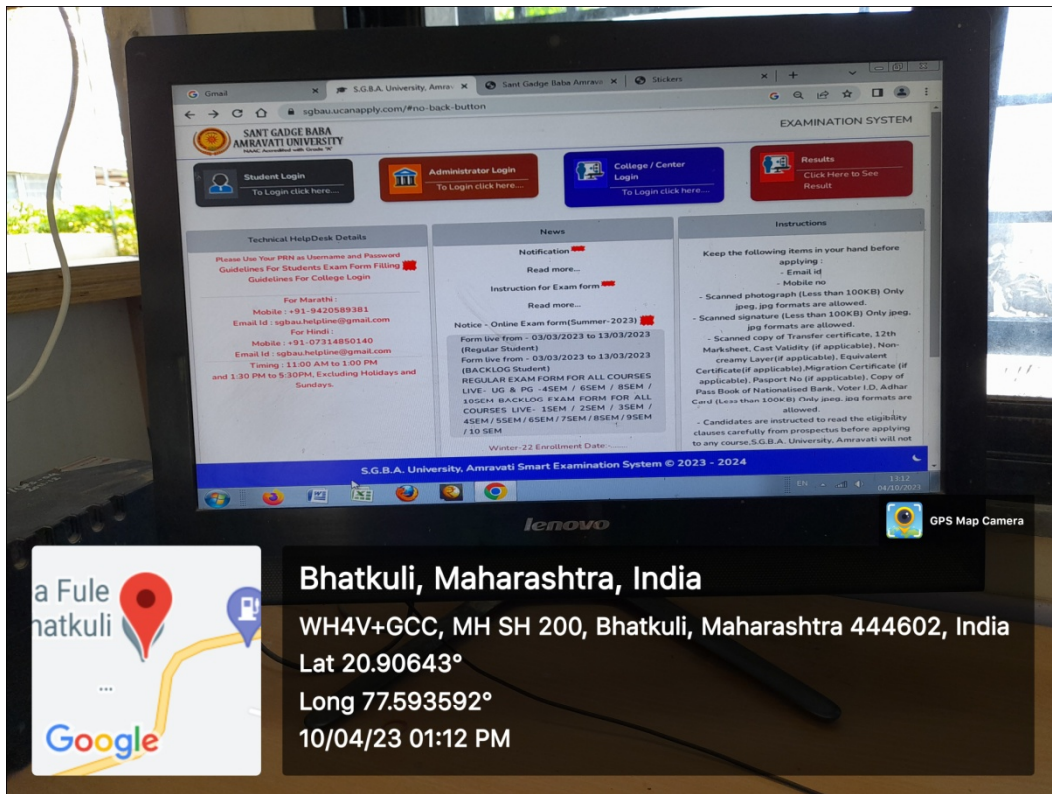 Gmail
S.G.B.A. University, Amra
Sant Gadge Baba Amrava
Stickers
sgbau.ucanapply.com/#no-back-button
SANT GADGE BABA
AMRAVATI UNIVERSITY
NAAC Accredited with Grade 'A'
EXAMINATION SYSTEM
Student Login
To Login click here....
Administrator Login
To Login click here....
College / Center
Login
To Login click here....
Results
Click Here to See
Result
Technical HelpDesk Details
Please Use Your PRN as Username and Password
Guidelines For Students Exam Form Filling
Guidelines For College Login
For Marathi :
Mobile : +91-9420589381
Email Id : sgbau.helpline@gmail.com
For Hindi :
Mobile : +91-07314850140
Email Id : sgbau.helpline@gmail.com
Timing : 11:00 AM to 1:00 PM
and 1:30 PM to 5:30PM, Excluding Holidays and
Sundays.
News
Notification
Read more...
Instruction for Exam form
Read more...
Notice - Online Exam form(Summer-2023)
Form live from - 03/03/2023 to 13/03/2023
(Regular Student)
Form live from - 03/03/2023 to 13/03/2023
(BACKLOG Student)
REGULAR EXAM FORM FOR ALL COURSES
LIVE- UG & PG -4SEM / 6SEM / 8SEM /
10SEM BACKLOG EXAM FORM FOR ALL
COURSES LIVE- 1SEM / 2SEM / 3SEM /
4SEM / 5SEM / 6SEM / 7SEM / 8SEM / 9SEM
/ 10 SEM
Winter-22 Enrollment Date -.......
Instructions
Keep the following items in your hand before
applying :
- Email id
- Mobile no
- Scanned photograph (Less than 100KB) Only
jpeg, jpg formats are allowed.
- Scanned signature (Less than 100KB) Only jpeg,
jpg formats are allowed.
- Scanned copy of Transfer certificate, 12th
Marksheet, Cast Validity (if applicable), Non-
creamy Layer(if applicable), Equivalent
Certificate(if applicable),Migration Certificate (if
applicable), Pasport No (if applicable), Copy of
Pass Book of Nationalised Bank, Voter I.D, Adhar
Card (Less than 100KB) Only jpeg, jpg formats are
allowed.
- Candidates are instructed to read the eligibility
clauses carefully from prospectus before applying
to any course,S.G.B.A. University, Amravati will not
S.G.B.A. University, Amravati Smart Examination System © 2023 - 2024
EN
13:12
04/10/2023
lenovo
GPS Map Camera
a Fule
hatkuli
Google
Bhatkuli, Maharashtra, India
WH4V+GCC, MH SH 200, Bhatkuli, Maharashtra 444602, India
Lat 20.90643°
Long 77.593592°
10/04/23 01:12 PM